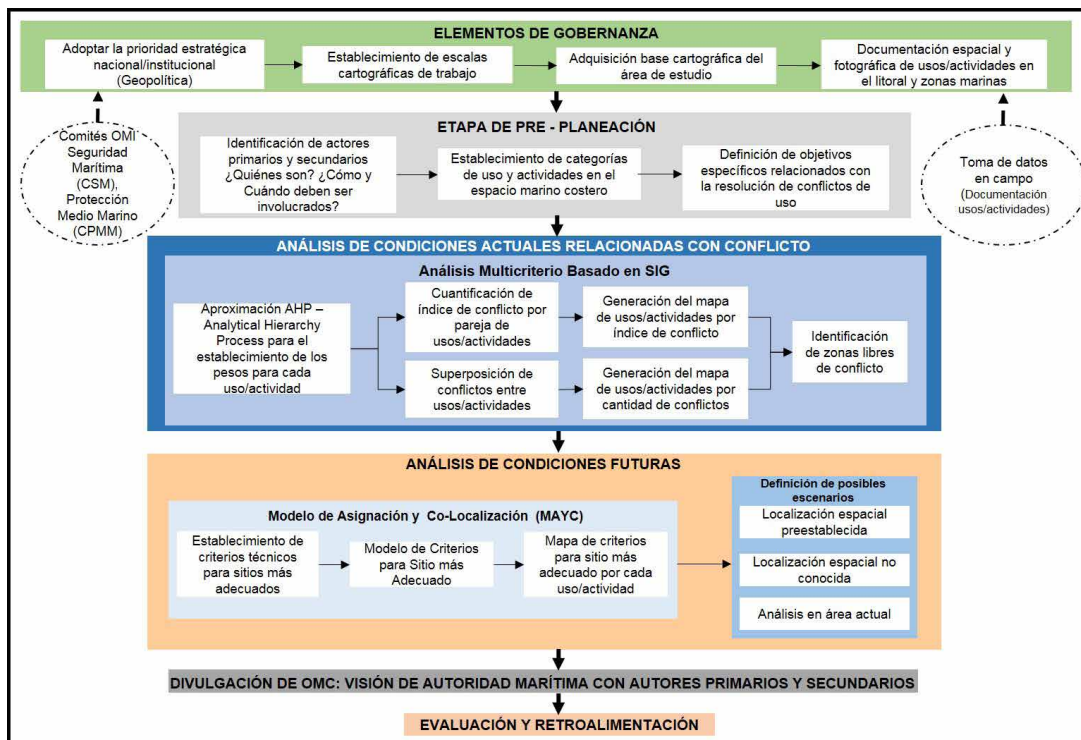 ELEMENTOS DE GOBERNANZA
Adoptar la prioridad estratégica
nacional/institucional
(Geopolítica)
Establecimiento de escalas
cartográficas de trabajo
Adquisición base cartográfica del
área de estudio
Documentación espacial y
fotográfica de usos/actividades en
el litoral y zonas marinas
Comités OMI
Seguridad
Marítima
(CSM),
Protección
Medio Marino
(CPMM)
ETAPA DE PRE - PLANEACIÓN
Identificación de actores
primarios y secundarios
¿Quiénes son? ¿Cómo y
Cuándo deben ser
involucrados?
Establecimiento de categorías
de uso y actividades en el
espacio marino costero
Definición de objetivos
específicos relacionados con
la resolución de conflictos de
uso
Toma de datos
en campo
(Documentación
usos/actividades)
ANÁLISIS DE CONDICIONES ACTUALES RELACIONADAS CON CONFLICTO
Análisis Multicriterio Basado en SIG
Aproximación AHP –
Analytical Hierarchy
Process para el
establecimiento de los
pesos para cada
uso/actividad
Cuantificación de
índice de conflicto por
pareja de
usos/actividades
Generación del mapa
de usos/actividades por
índice de conflicto
Superposición de
conflictos entre
usos/actividades
Generación del mapa
de usos/actividades por
cantidad de conflictos
Identificación
de zonas libres
de conflicto
ANÁLISIS DE CONDICIONES FUTURAS
Modelo de Asignación y Co-Localización (MAYC)
Establecimiento de
criterios técnicos
para sitios más
adecuados
Modelo de Criterios
para Sitio más
Adecuado
Mapa de criterios
para sitio más
adecuado por cada
uso/actividad
Definición de posibles
escenarios
Localización espacial
preestablecida
Localización espacial no
conocida
Análisis en área actual
DIVULGACIÓN DE OMC: VISIÓN DE AUTORIDAD MARÍTIMA CON AUTORES PRIMARIOS Y SECUNDARIOS
EVALUACIÓN Y RETROALIMENTACIÓN